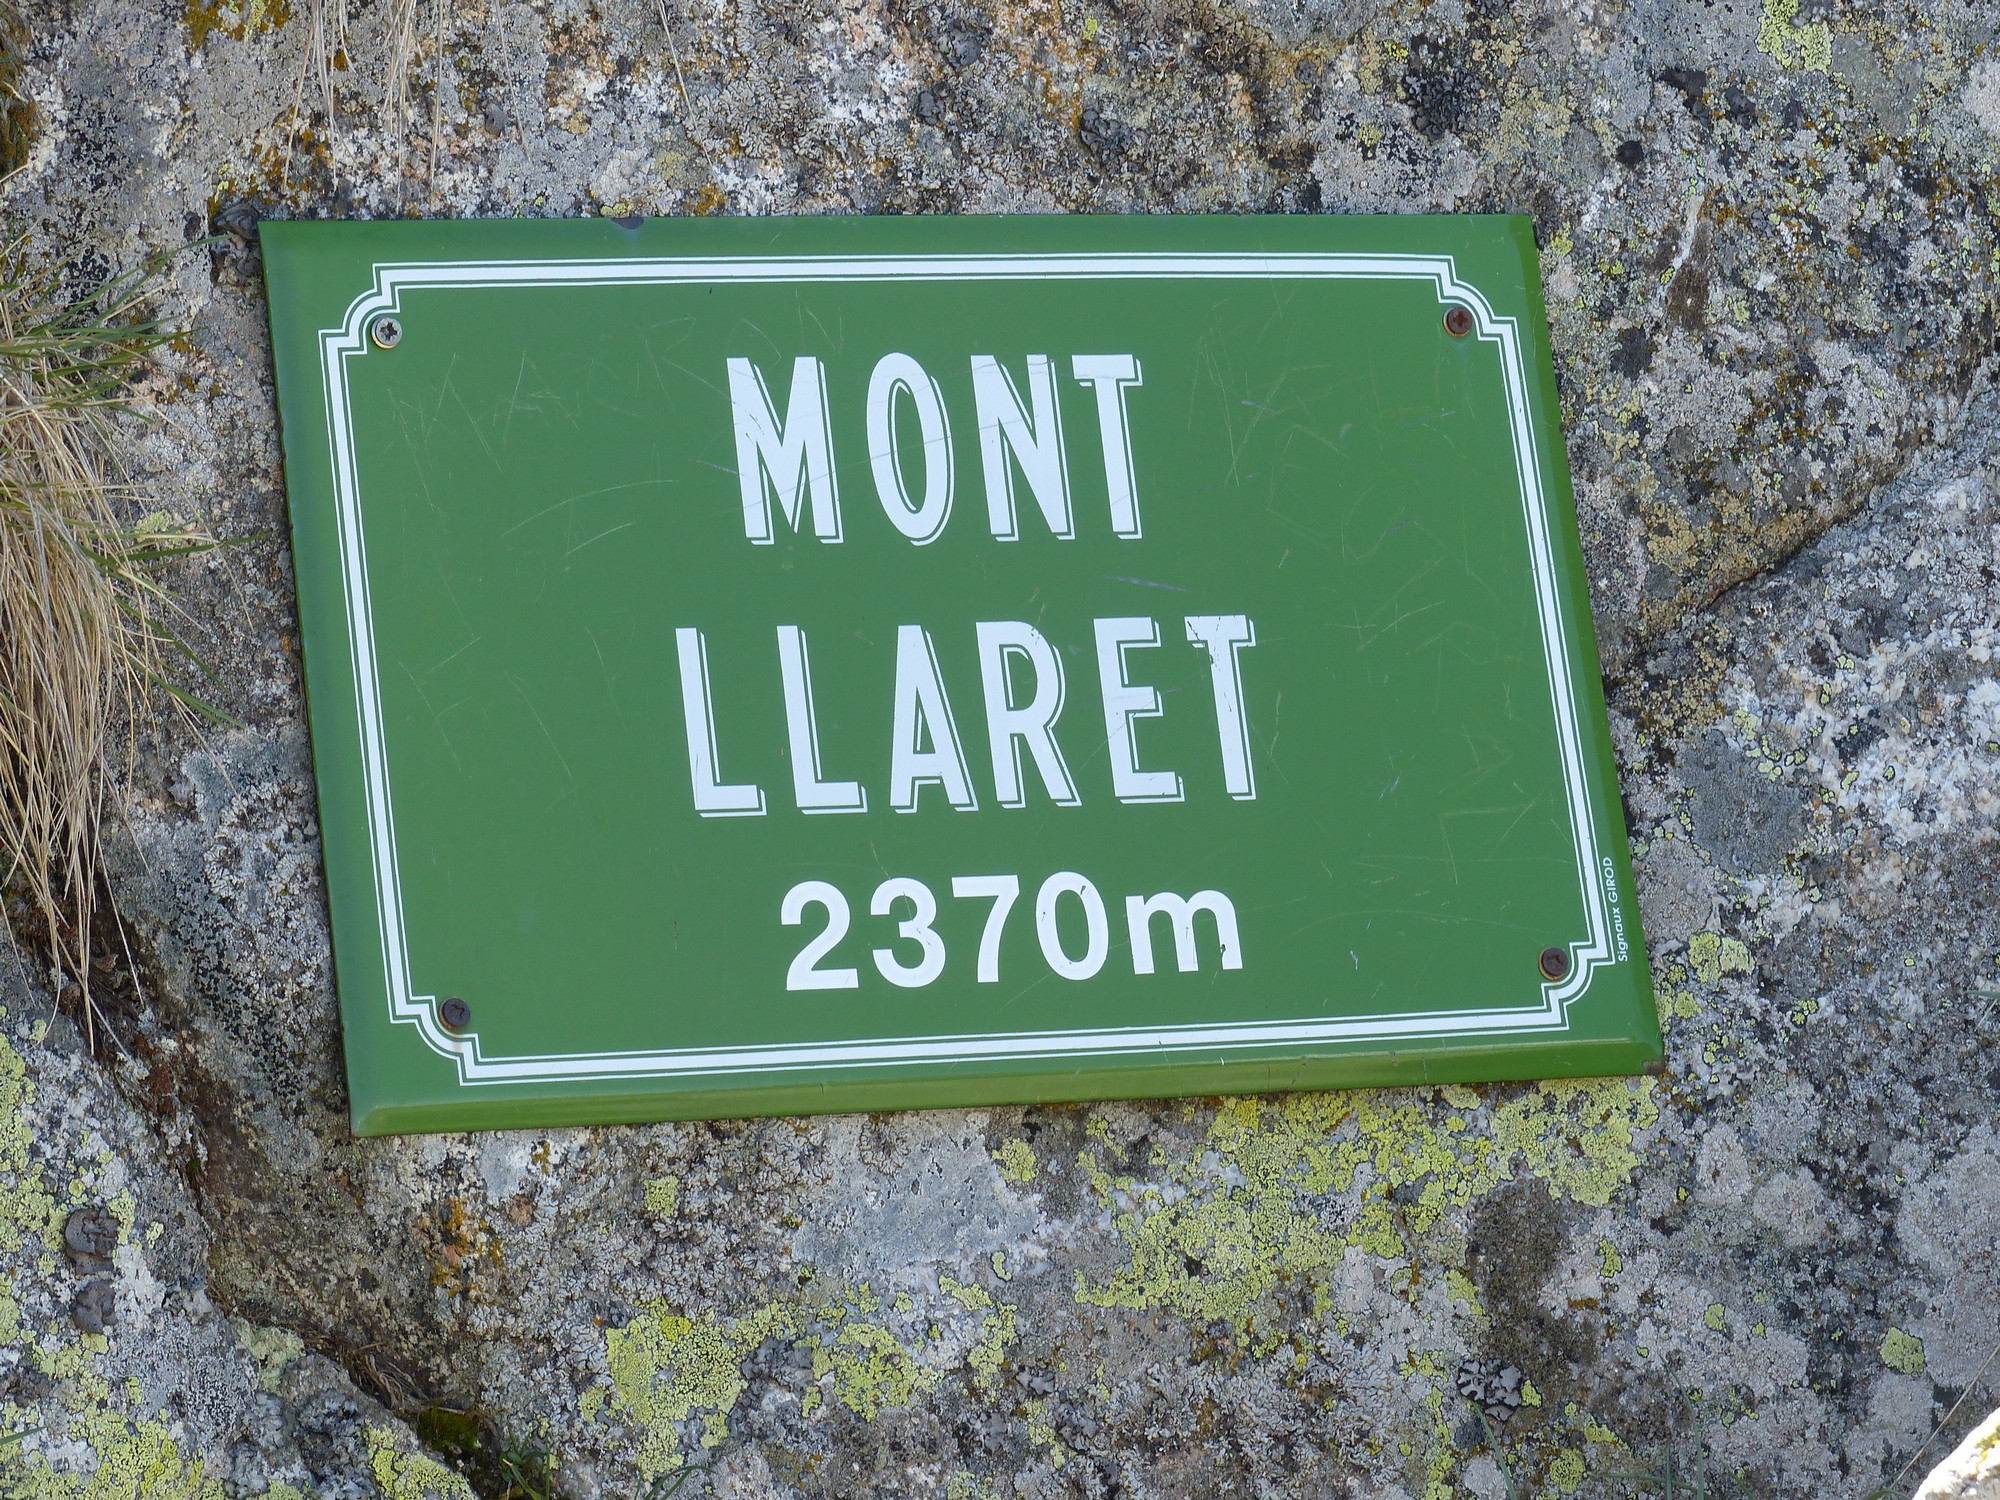 MONT
LLARET
2370m
Signaux GIROD